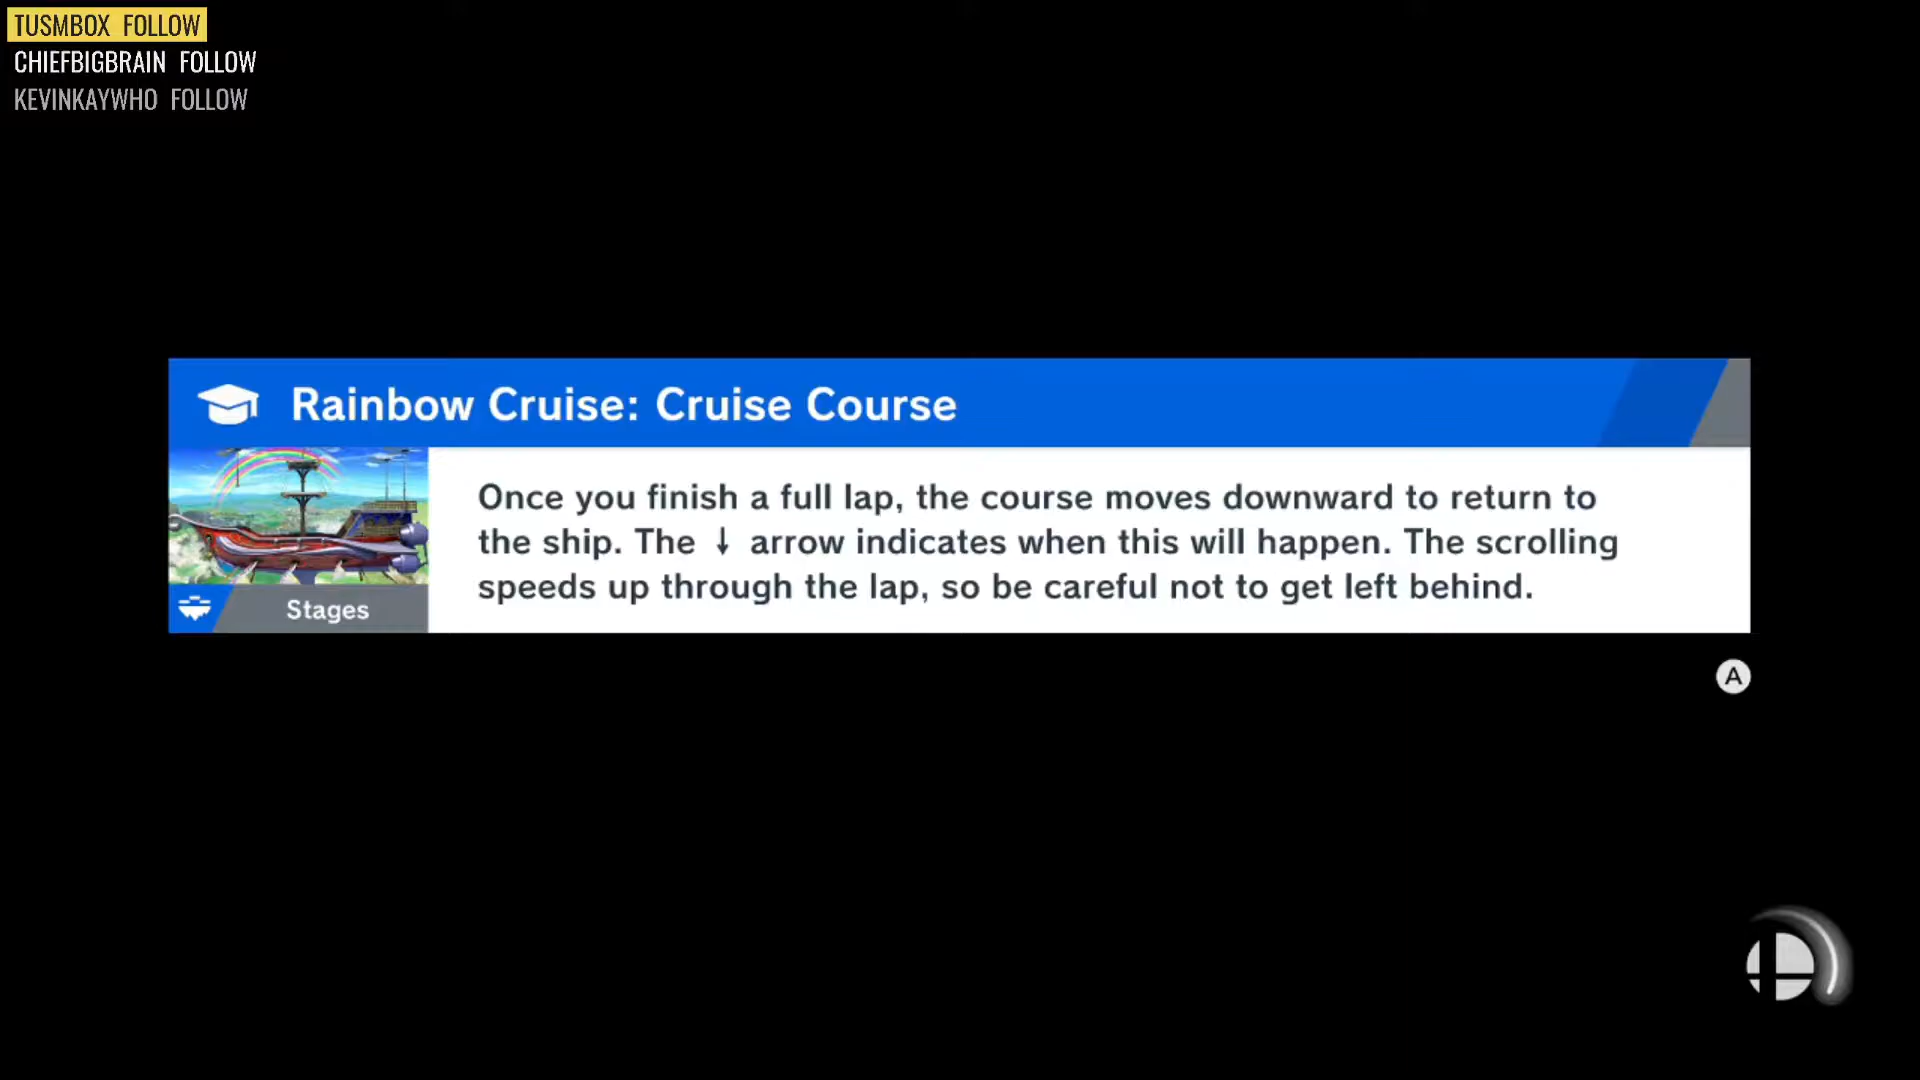 TUSMBOX FOLLOW
CHIEFBIGBRAIN FOLLOW
KEVINKAYWHO FOLLOW
Rainbow Cruise: Cruise Course
Once you finish a full lap, the course moves downward to return to
the ship. The ↓ arrow indicates when this will happen. The scrolling
speeds up through the lap, so be careful not to get left behind.
Stages
A